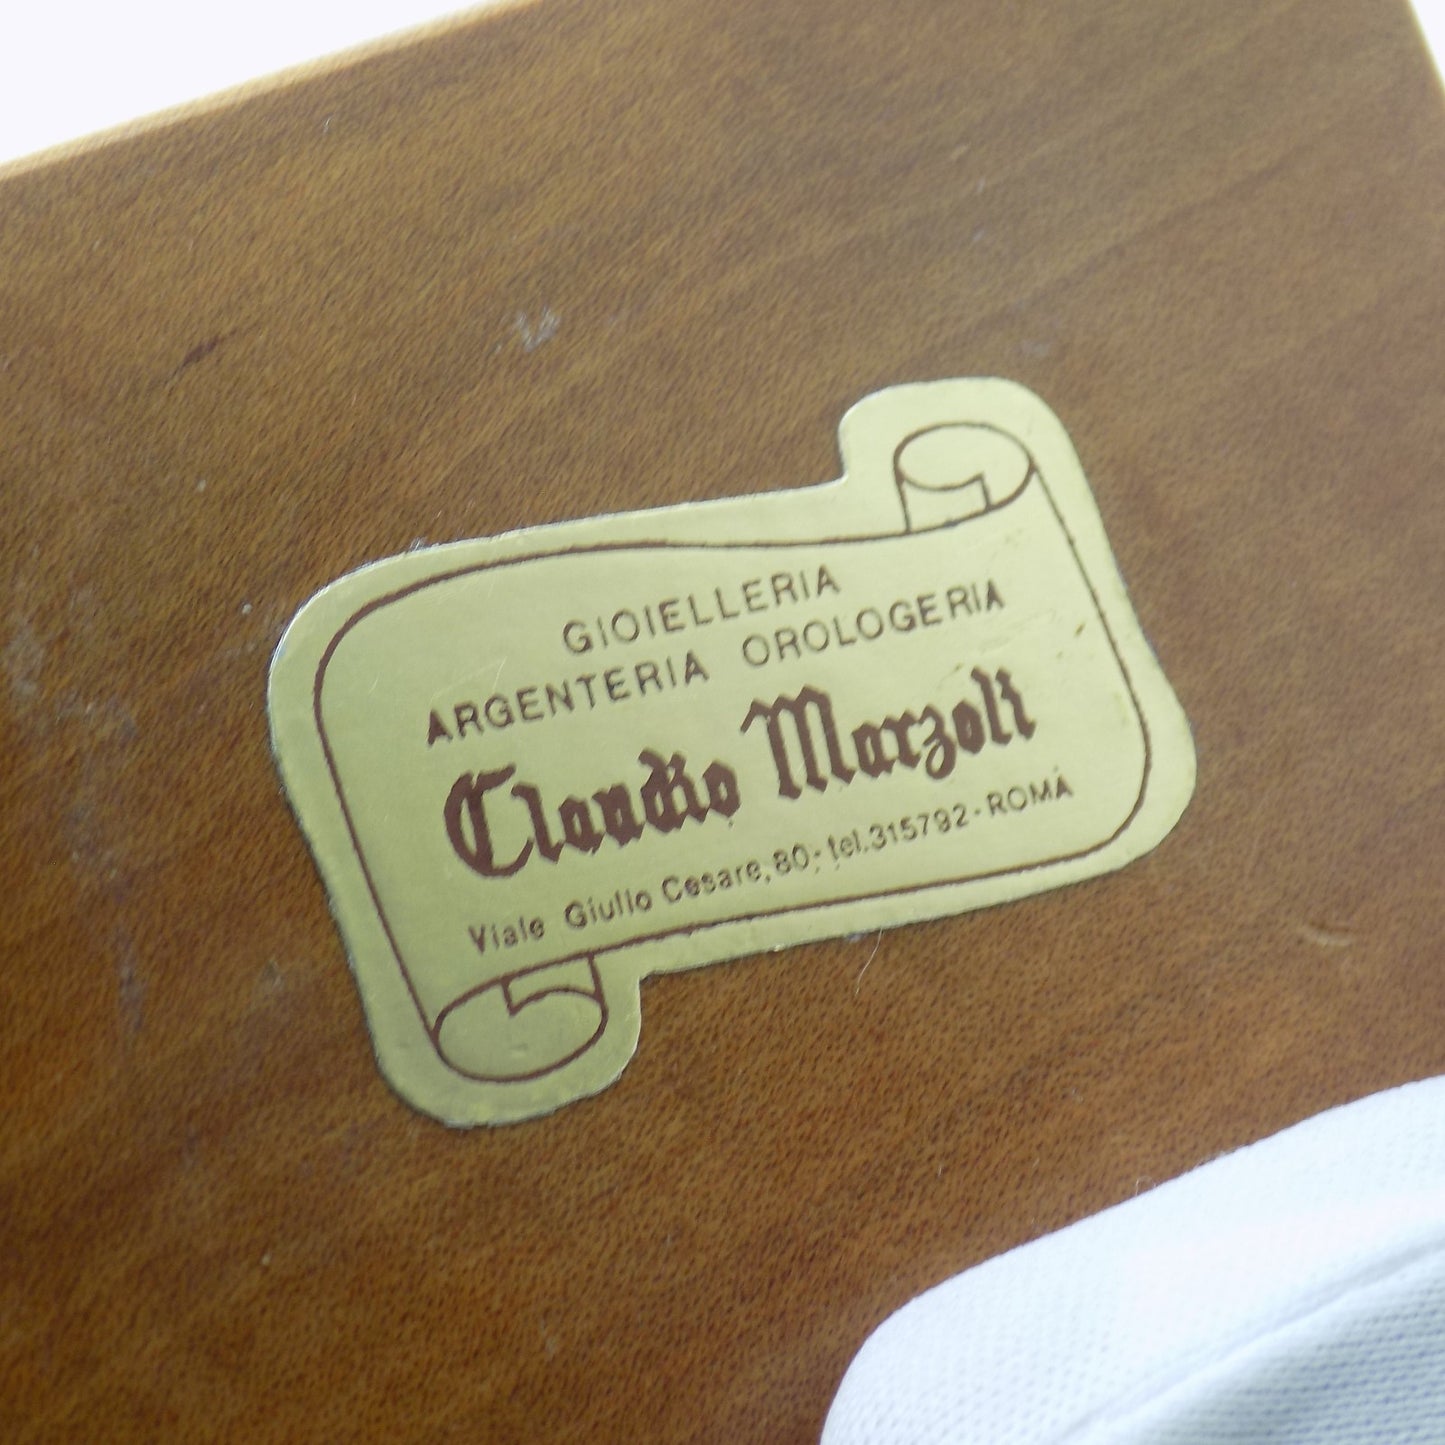 GIOIELLERIA
ARGENTERIA OROLOGERIA
Claudio Marzoli
Viale Giulio Cesare, 80; tel.315792-ROMA